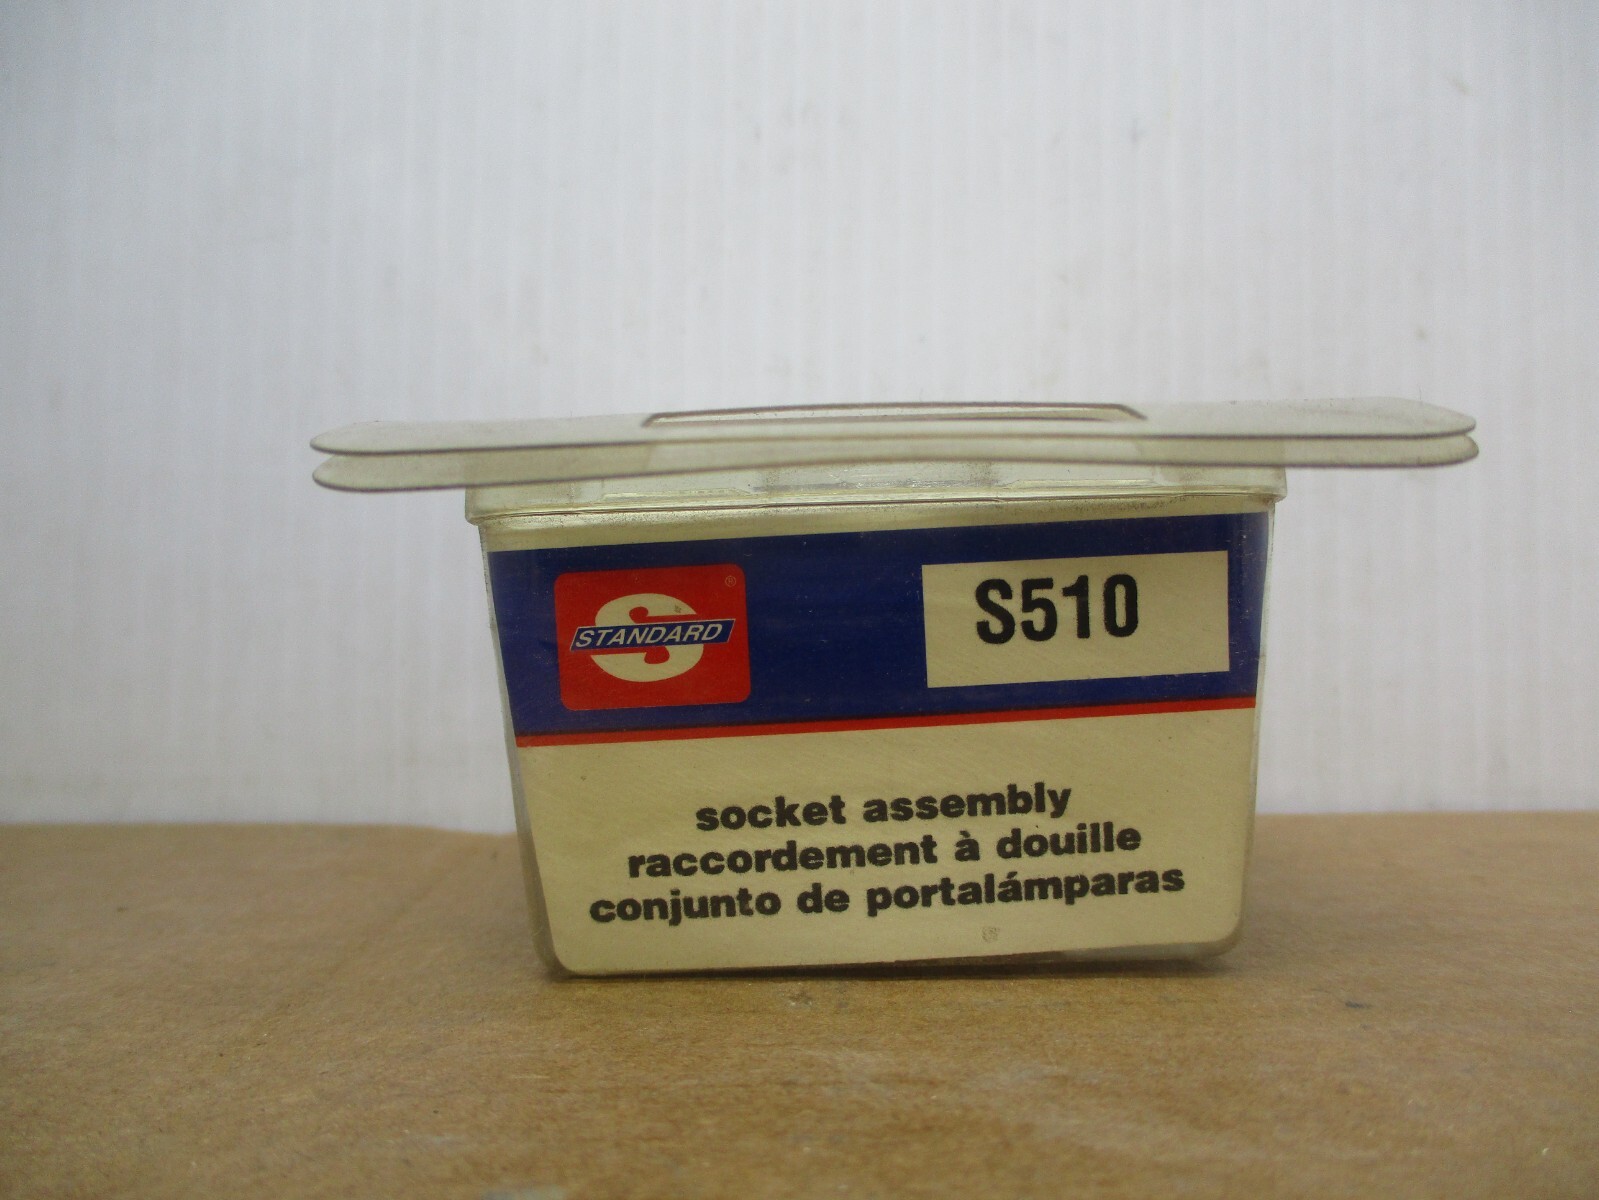 S
STANDARD
®
S510
socket assembly
raccordement à douille
conjunto de portalámparas